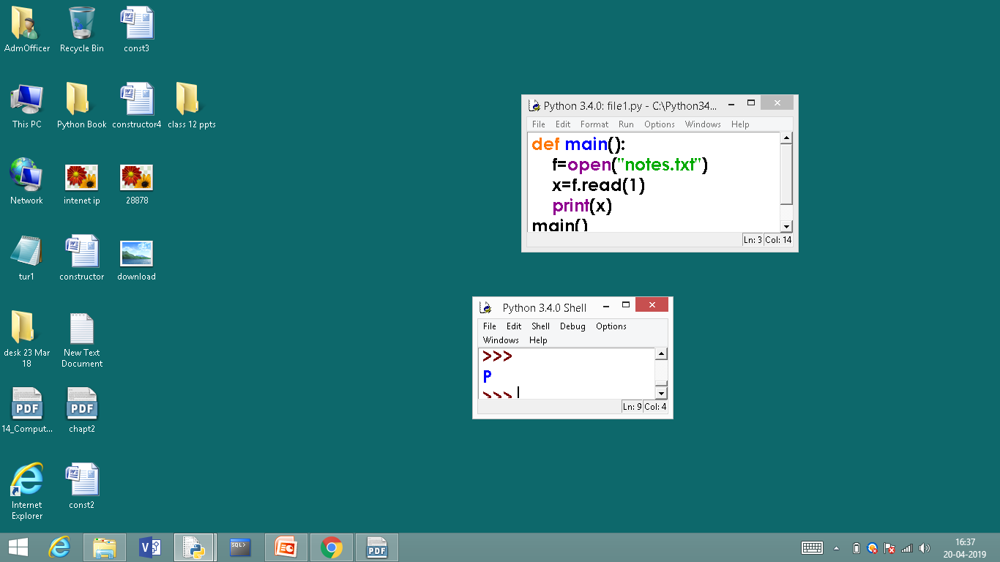 AdmOfficer
Recycle Bin
const3
This PC
Python Book
constructor4
class 12 ppts
Network
intenet ip
28878
tur1
constructor
download
desk 23 Mar
18
New Text
Document
PDF
14_Comput...
PDF
chapt2
Internet
Explorer
const2
Python 3.4.0: file1.py - C:\Python34...
File Edit Format Run Options Windows Help
def main():
f=open("notes.txt")
x=f.read(1)
print(x)
main()
Ln: 3 Col: 14
Python 3.4.0 Shell
File Edit Shell Debug Options
Windows Help
>>>
P
>>>
Ln: 9 Col: 4
SQL>
PDF
16:37
20-04-2019